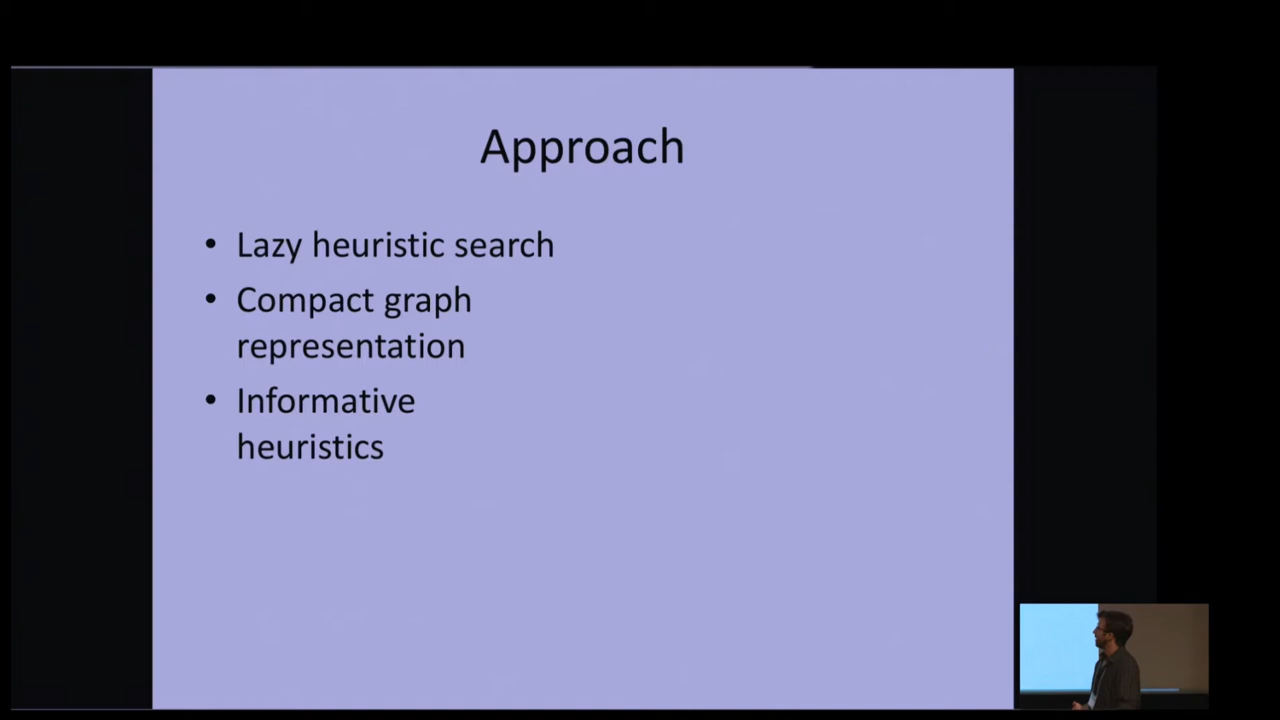 Approach
• Lazy heuristic search
• Compact graph
representation
• Informative
heuristics